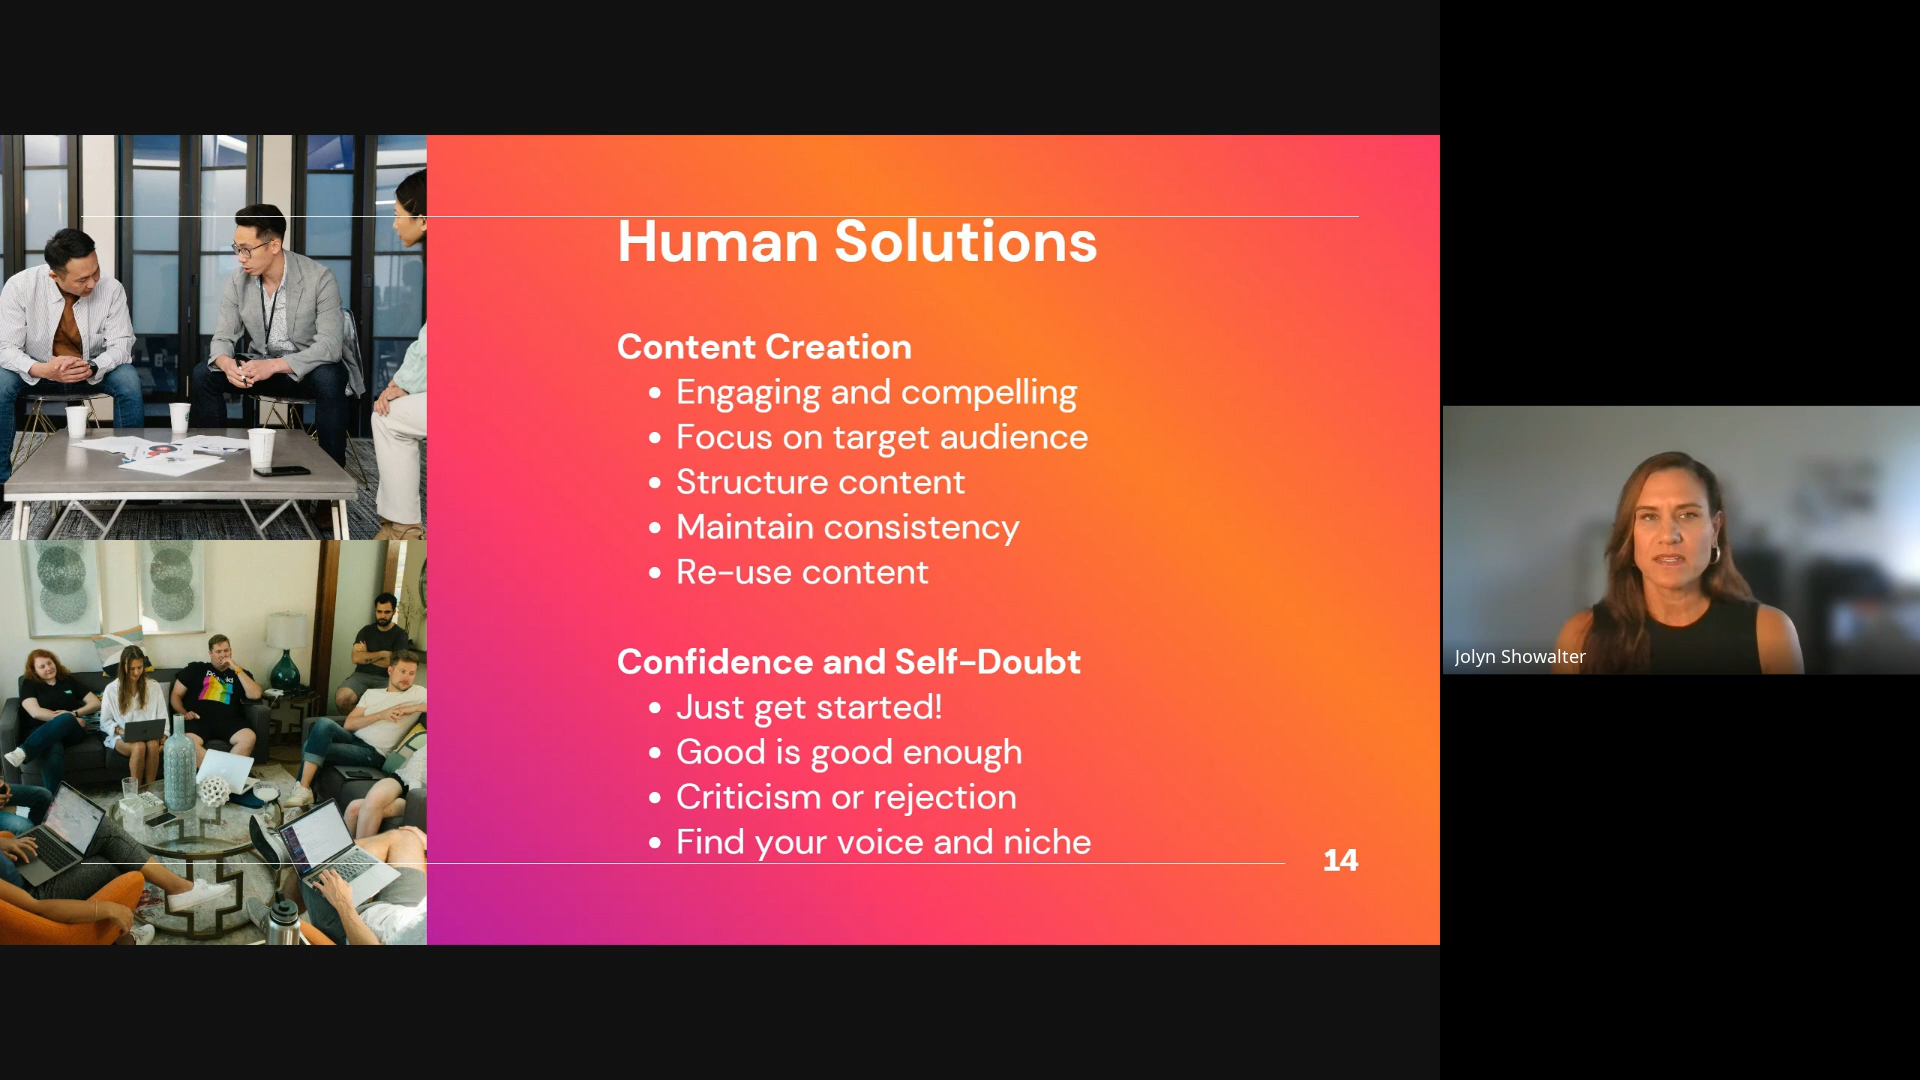 Human Solutions
Content Creation
• Engaging and compelling
• Focus on target audience
• Structure content
• Maintain consistency
• Re-use content
Confidence and Self-Doubt
• Just get started!
• Good is good enough
• Criticism or rejection
• Find your voice and niche
14
Jolyn Showalter